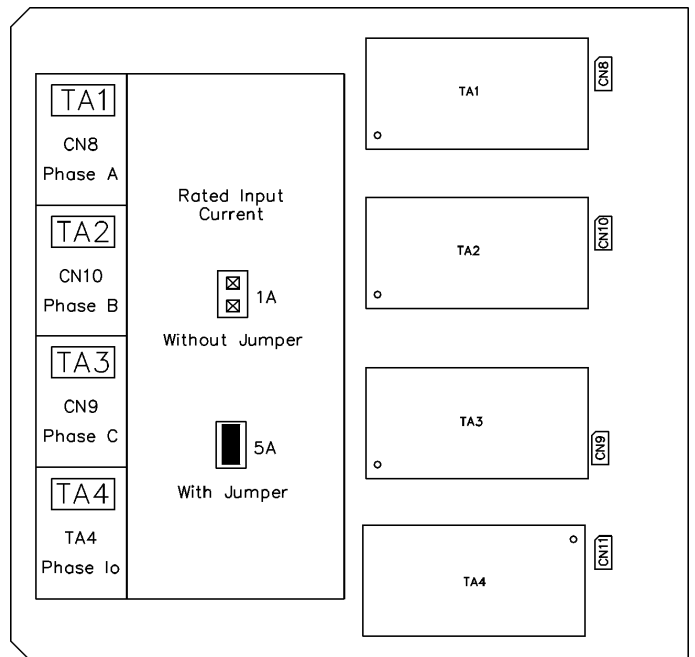 TA1
CN8
Phase A
TA2
CN10
Phase B
TA3
CN9
Phase C
TA4
TA4
Phase Io
Rated Input
Current
1A
Without Jumper
5A
With Jumper
TA1
CN8
TA2
CN10
TA3
CN9
TA4
CN11